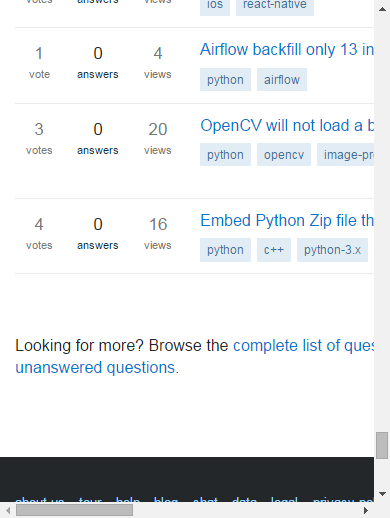 ios react-native
1 0 4 Airflow backfill only 13 in
vote answers views python airflow
3 0 20 OpenCV will not load a b
votes answers views python opencv image-pr
4 0 16 Embed Python Zip file th
votes answers views python c++ python-3.x
Looking for more? Browse the complete list of ques
unanswered questions.
about us tour help blog chat data legal privacy po